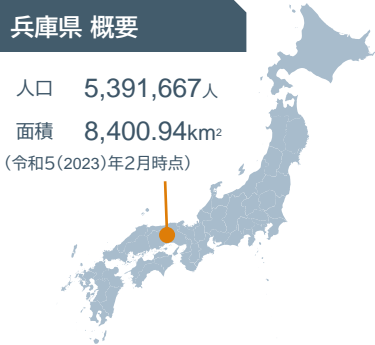 兵庫県 概要
人口 5,391,667人
面積 8,400.94km²
（令和5（2023）年2月時点）